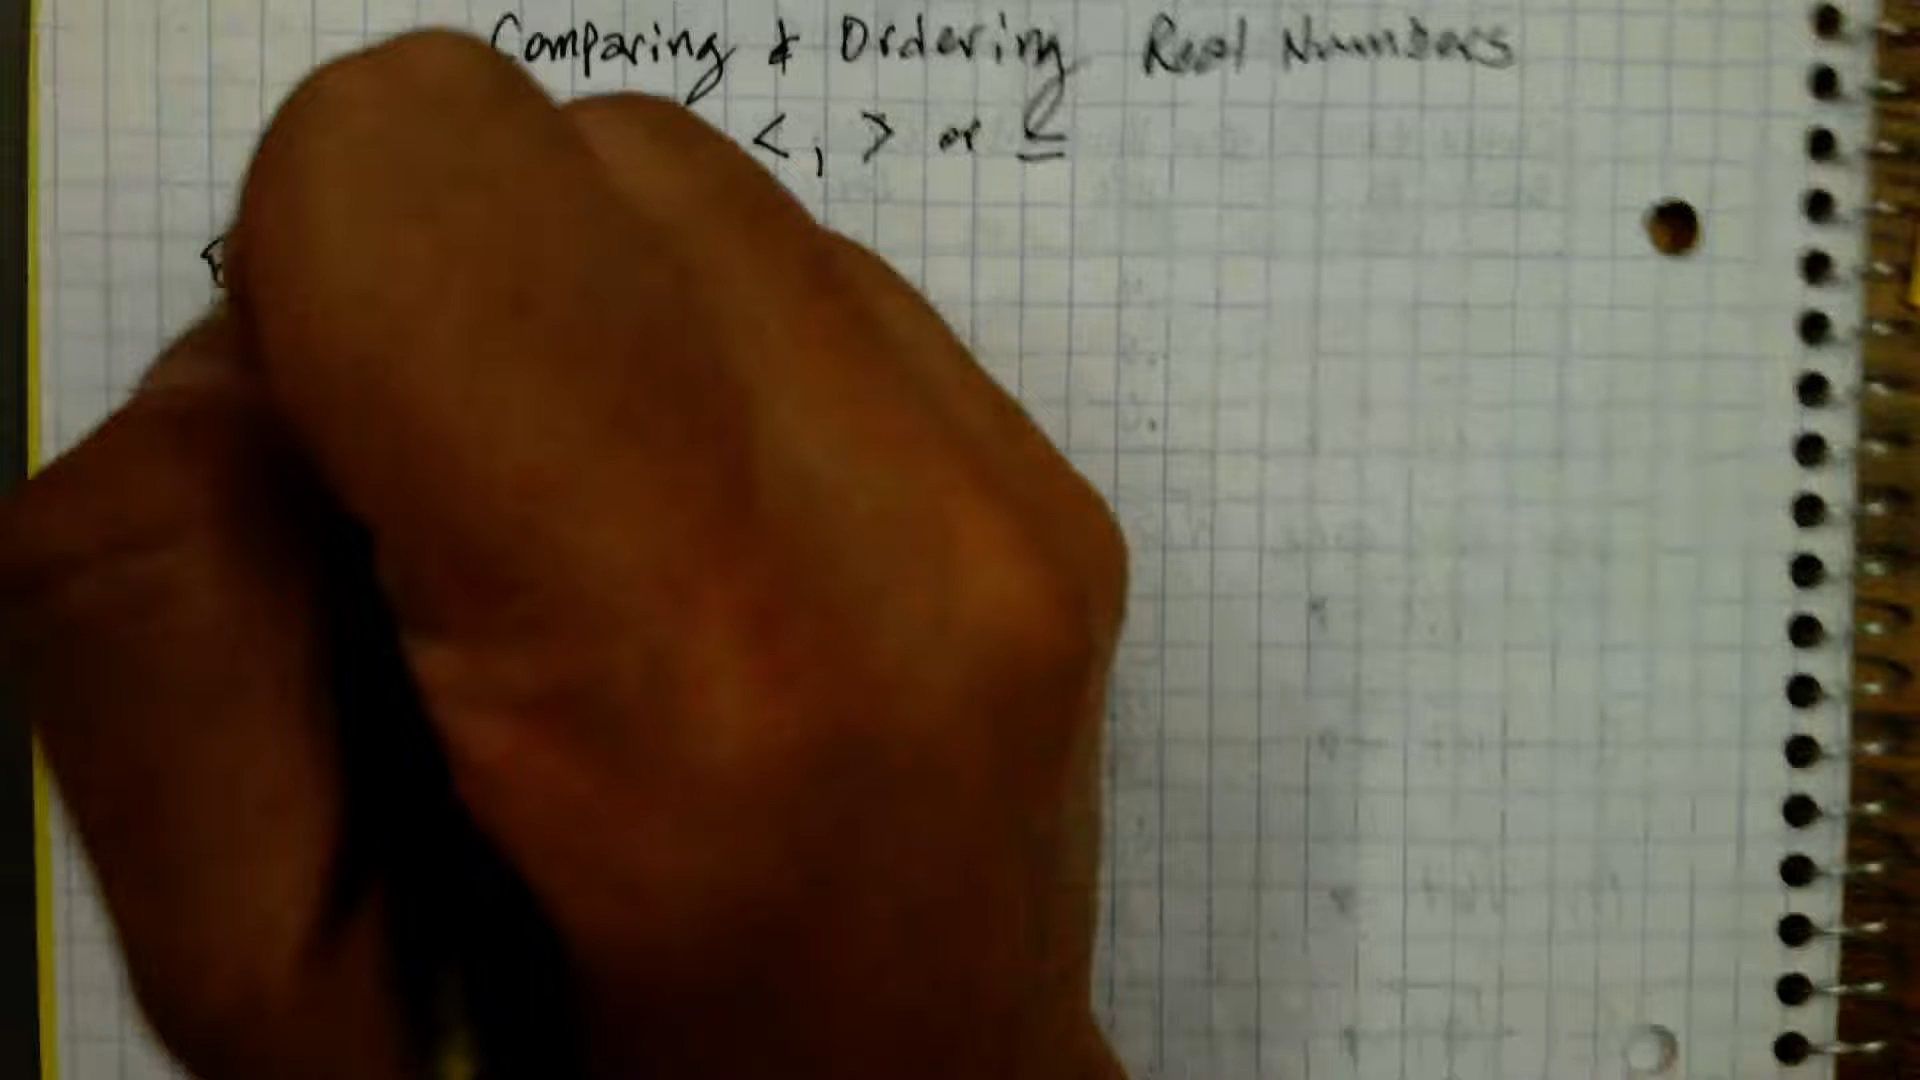 Comparing & Ordering Real Numbers
<, > or =